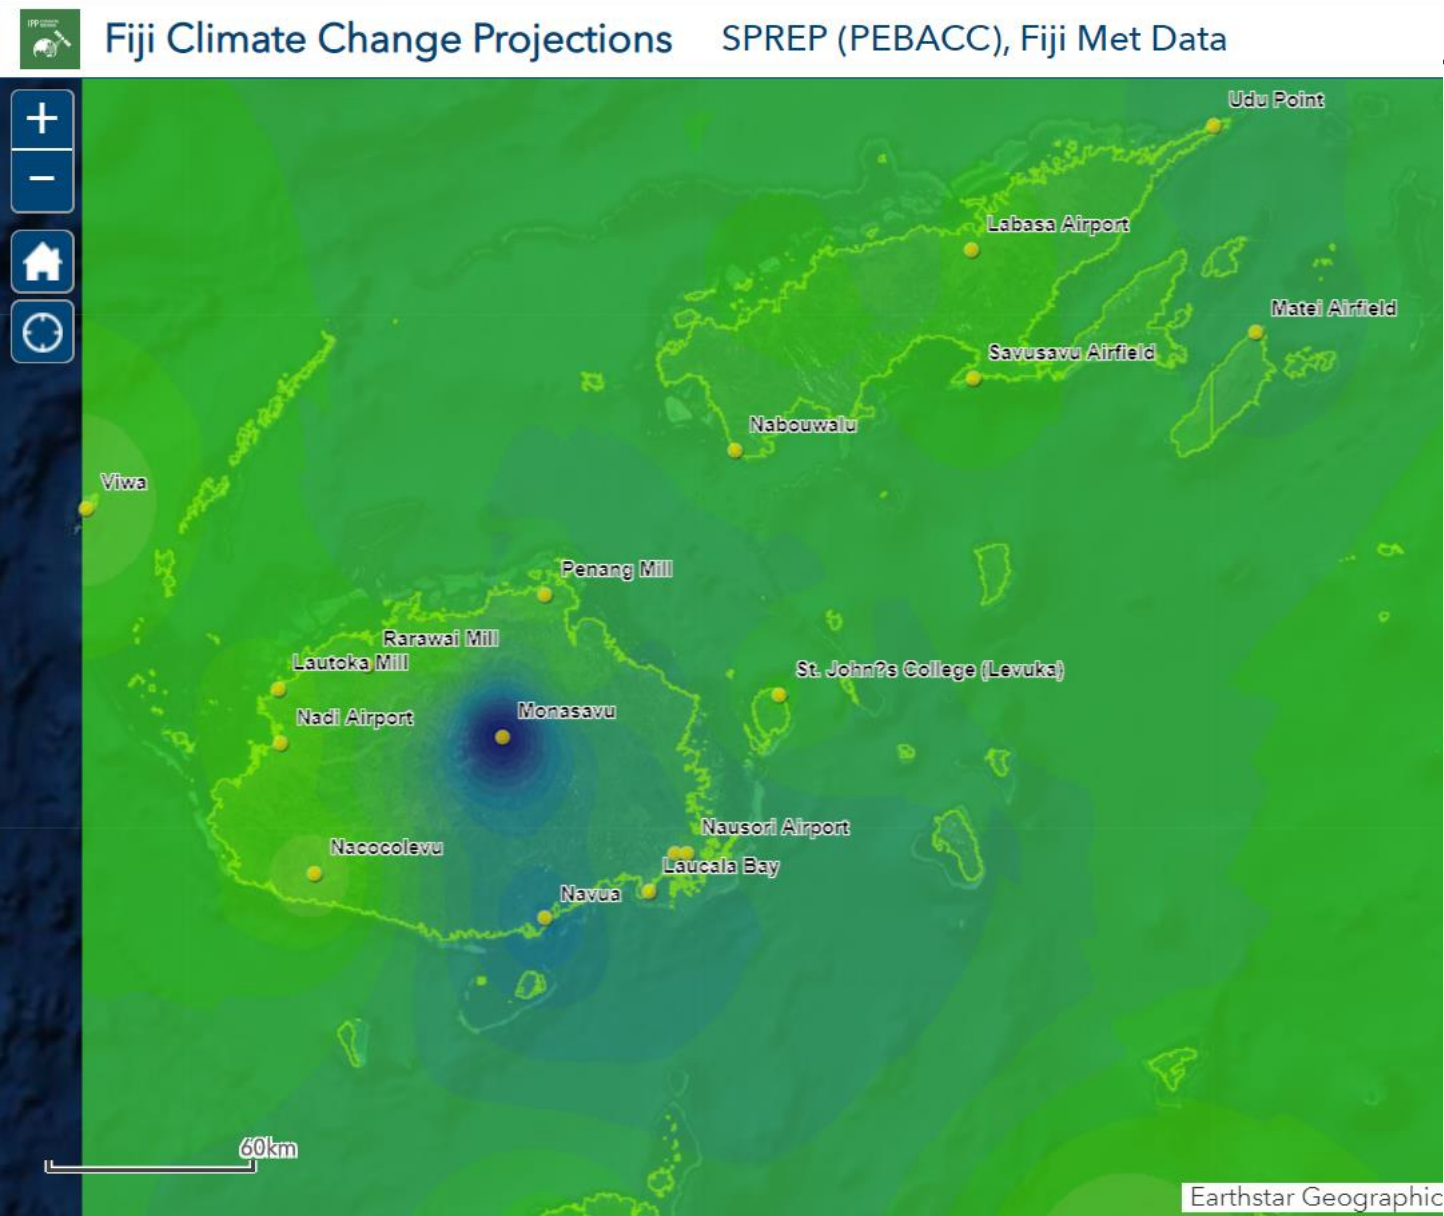 IPP
Fiji Climate Change Projections
SPREP (PEBACC), Fiji Met Data
+
−
Udu Point
Labasa Airport
Matei Airfield
Savusavu Airfield
Nabouwalu
Viwa
Penang Mill
Rarawai Mill
Lautoka Mill
St. John?s College (Levuka)
Nadi Airport
Monasavu
Nausori Airport
Nacocolevu
Laucala Bay
Navua
60km
Earthstar Geographic